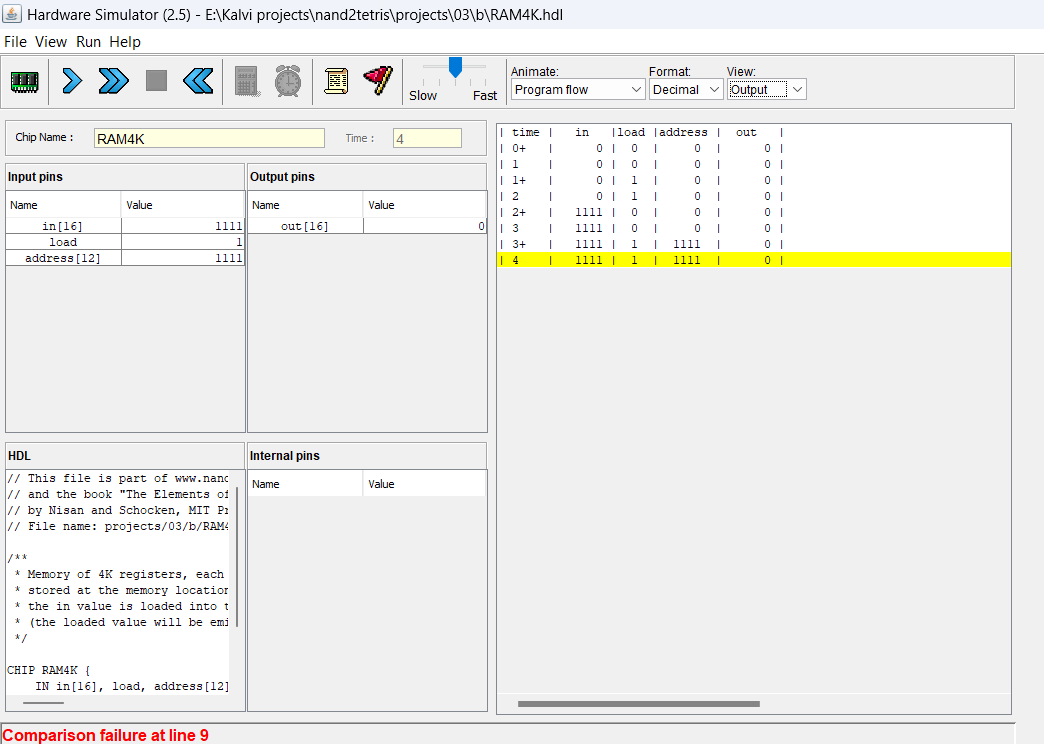 Hardware Simulator (2.5) - E:\Kalvi projects\nand2tetris\projects\03\b\RAM4K.hdl
File View Run Help
Slow Fast
Animate: Format: View:
Program flow Decimal Output
Chip Name : RAM4K Time : 4
Input pins
Name Value
in[16] 1111
load 1
address[12] 1111
Output pins
Name Value
out[16] 0
HDL
// This file is part of www.nand
// and the book "The Elements of
// by Nisan and Schocken, MIT Pr
// File name: projects/03/b/RAM4
/**
* Memory of 4K registers, each
* stored at the memory location
* the in value is loaded into t
* (the loaded value will be emi
*/
CHIP RAM4K {
IN in[16], load, address[12]
Internal pins
Name Value
| time | in |load |address | out |
| 0+ | 0 | 0 | 0 | 0 |
| 1 | 0 | 0 | 0 | 0 |
| 1+ | 0 | 1 | 0 | 0 |
| 2 | 0 | 1 | 0 | 0 |
| 2+ | 1111 | 0 | 0 | 0 |
| 3 | 1111 | 0 | 0 | 0 |
| 3+ | 1111 | 1 | 1111 | 0 |
| 4 | 1111 | 1 | 1111 | 0 |
Comparison failure at line 9